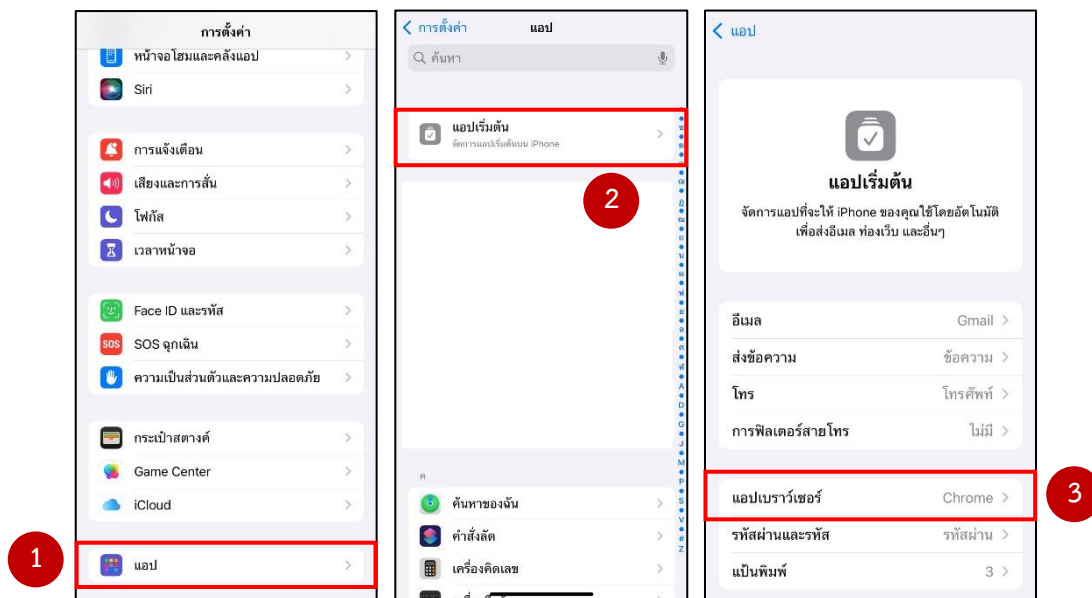 การตั้งค่า
หน้าจอโฮมและคลังแอป
Siri
การแจ้งเตือน
เสียงและการสั่น
โฟกัส
เวลาหน้าจอ
Face ID และรหัส
SOS SOS ฉุกเฉิน
ความเป็นส่วนตัวและความปลอดภัย
กระเป๋าสตางค์
Game Center
iCloud
1
แอป
การตั้งค่า แอป
ค้นหา
แอปเริ่มต้น
จัดการแอปเริ่มต้นบน iPhone
2
ค
ค้นหาของฉัน
คำสั่งลัด
เครื่องคิดเลข
A
D
G
J
M
P
S
V
#
Z
แอป
แอปเริ่มต้น
จัดการแอปที่จะให้ iPhone ของคุณใช้โดยอัตโนมัติ
เพื่อส่งอีเมล ท่องเว็บ และอื่นๆ
อีเมล Gmail
ส่งข้อความ ข้อความ
โทร โทรศัพท์
การฟิลเตอร์สายโทร ไม่มี
แอปเบราว์เซอร์ Chrome
3
รหัสผ่านและรหัส รหัสผ่าน
แป้นพิมพ์ 3